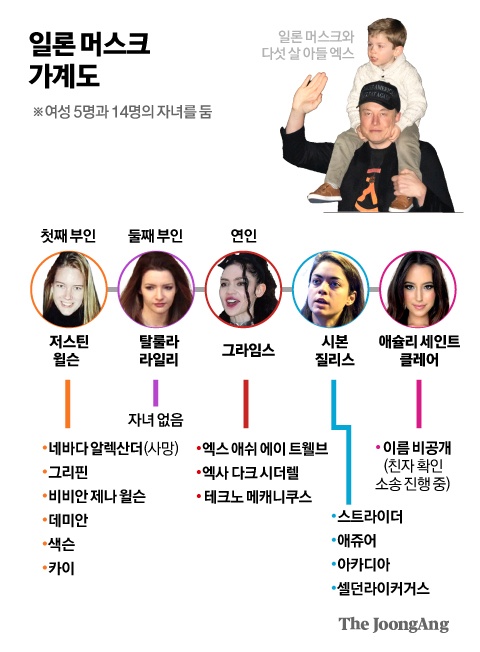 일론 머스크
가계도
※여성 5명과 14명의 자녀를 둠
일론 머스크와
다섯 살 아들 엑스
첫째 부인
둘째 부인
연인
저스틴
윌슨
탈룰라
라일리
그라임스
시본
질리스
애슐리 세인트
클레어
자녀 없음
•네바다 알렉산더(사망)
•그리핀
•비비안 제나 윌슨
•데미안
•색슨
•카이
•엑스 애쉬 에이 트웰브
•엑사 다크 시더렐
•테크노 메캐니쿠스
•스트라이더
•애쥬어
•아카디아
•셀던라이커거스
•이름 비공개
(친자 확인
소송 진행 중)
The JoongAng